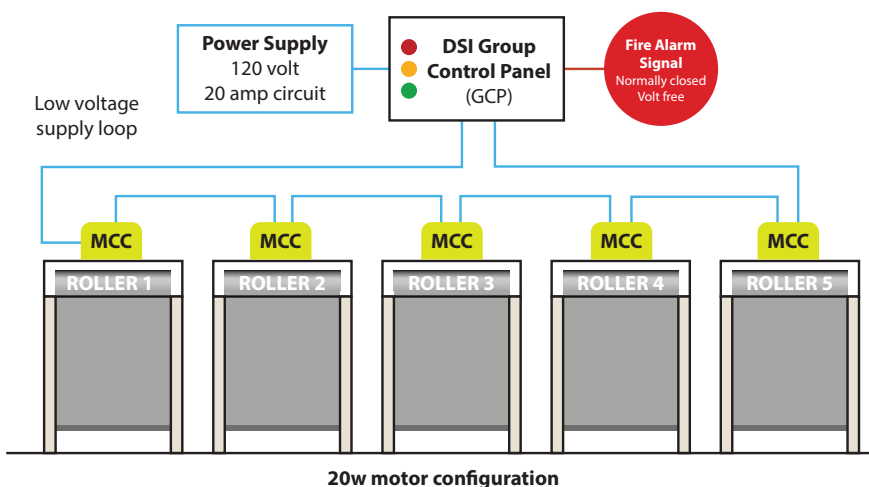 Power Supply
120 volt
20 amp circuit
DSI Group
Control Panel
(GCP)
Fire Alarm
Signal
Normally closed
Volt free
Low voltage
supply loop
MCC
MCC
MCC
MCC
MCC
ROLLER 1
ROLLER 2
ROLLER 3
ROLLER 4
ROLLER 5
20w motor configuration